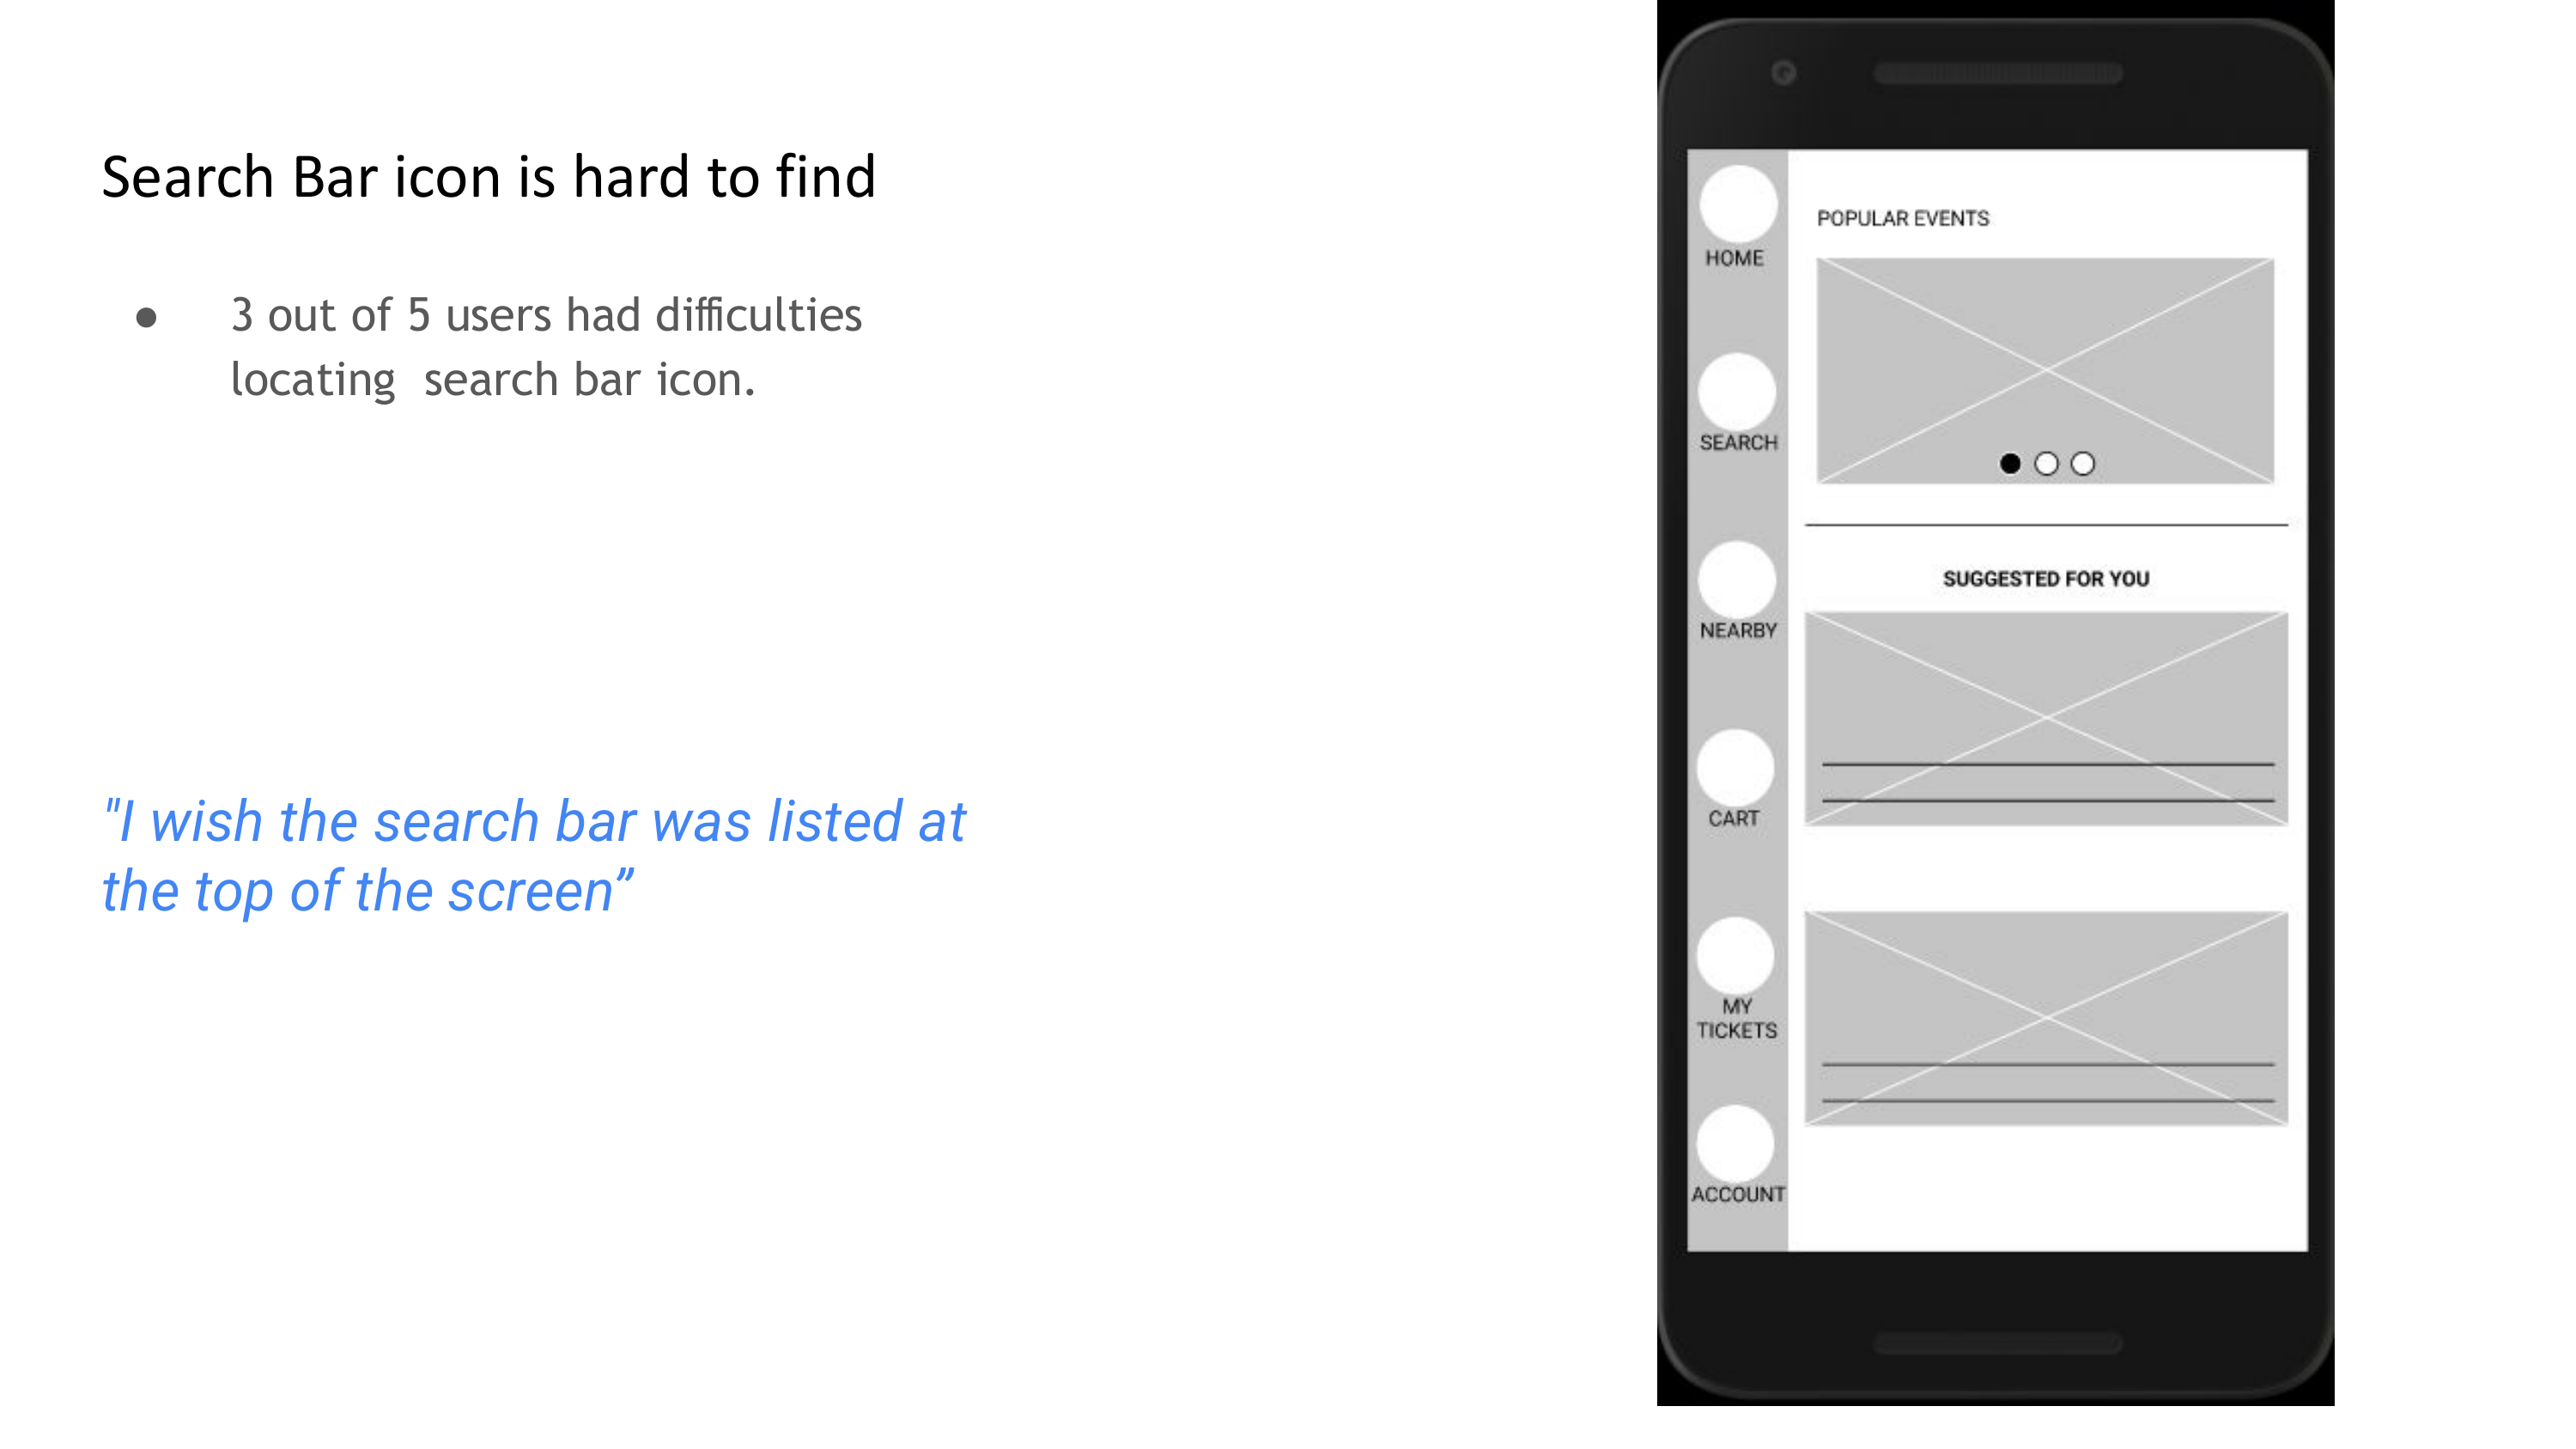 Search Bar icon is hard to find
● 3 out of 5 users had difficulties
locating  search bar icon.
"I wish the search bar was listed at
the top of the screen”
HOME
SEARCH
NEARBY
CART
MY
TICKETS
ACCOUNT
POPULAR EVENTS
SUGGESTED FOR YOU